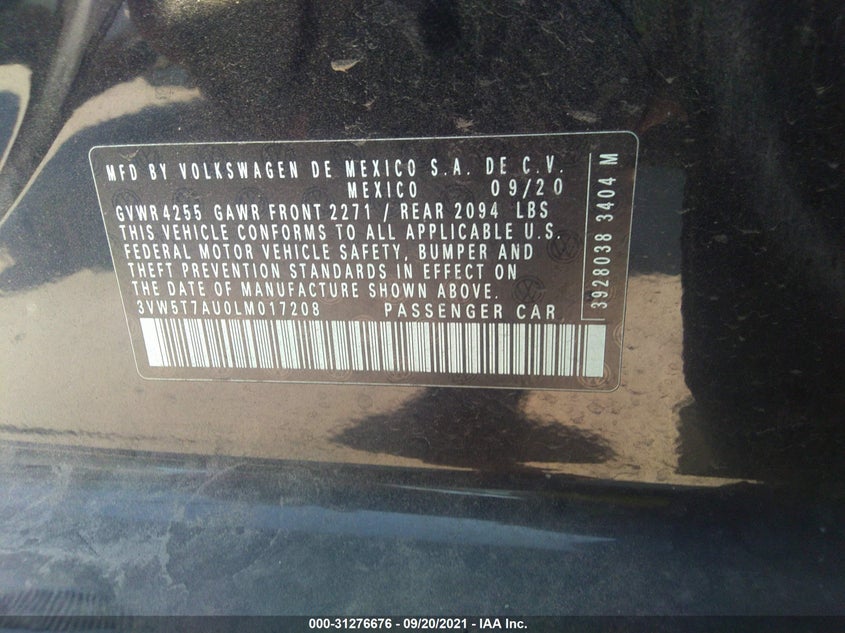 MFD BY VOLKSWAGEN DE MEXICO S.A. DE C.V.
MEXICO 09/20
GVWR4255 GAWR FRONT 2271 / REAR 2094 LBS
THIS VEHICLE CONFORMS TO ALL APPLICABLE U.S.
FEDERAL MOTOR VEHICLE SAFETY, BUMPER AND
THEFT PREVENTION STANDARDS IN EFFECT ON
THE DATE OF MANUFACTURE SHOWN ABOVE.
3VW5T7AU0LM017208 PASSENGER CAR
3928038 3404 M
000-31276676 - 09/20/2021 - IAA Inc.